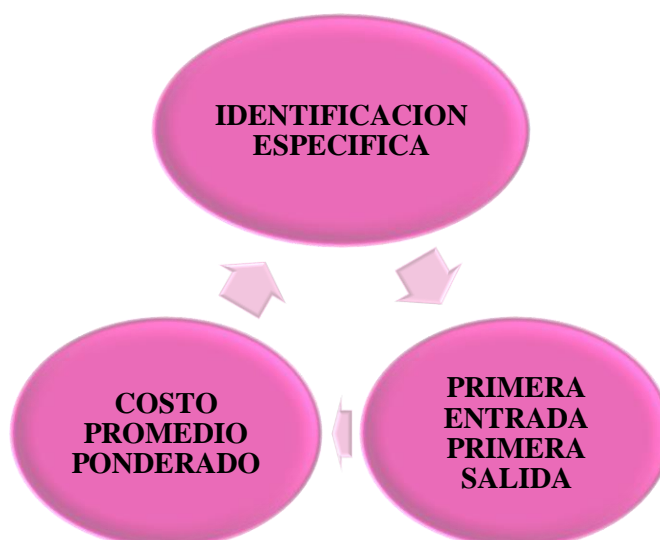 IDENTIFICACION
ESPECIFICA
PRIMERA
ENTRADA
PRIMERA
SALIDA
COSTO
PROMEDIO
PONDERADO